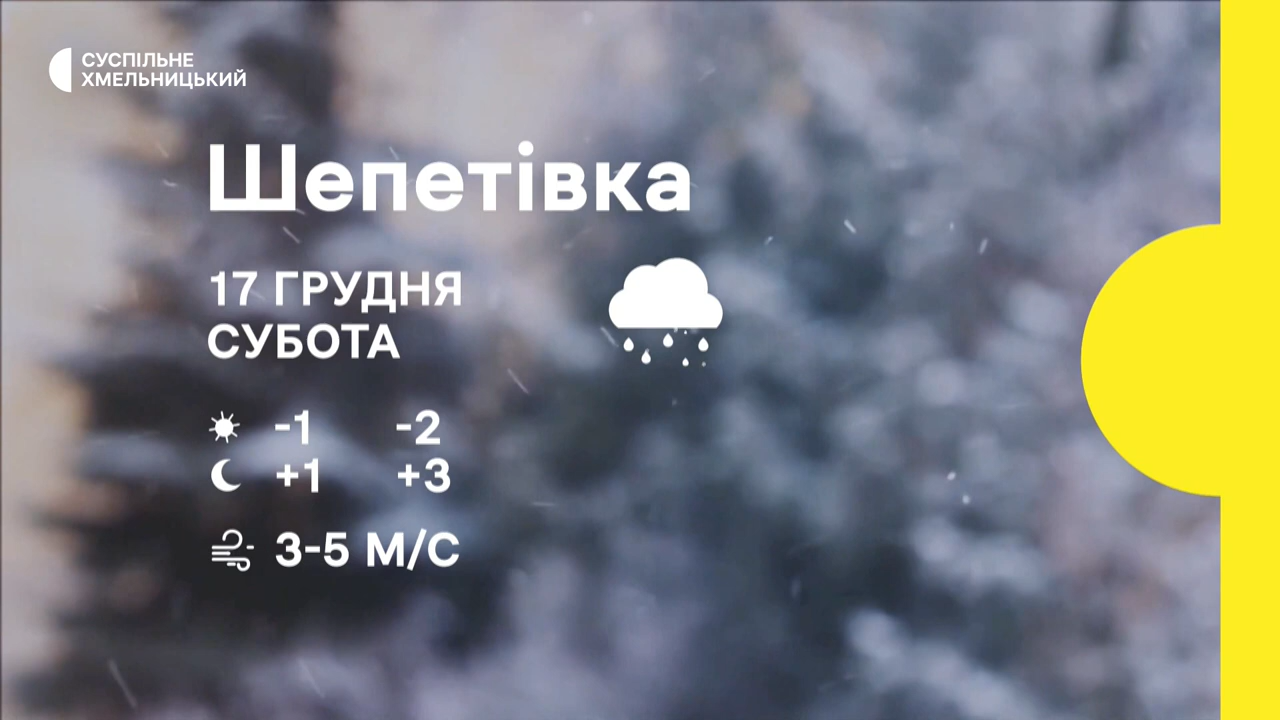 СУСПІЛЬНЕ
ХМЕЛЬНИЦЬКИЙ
Шепетівка
17 ГРУДНЯ
СУБОТА
-1 -2
+1 +3
3-5 М/С